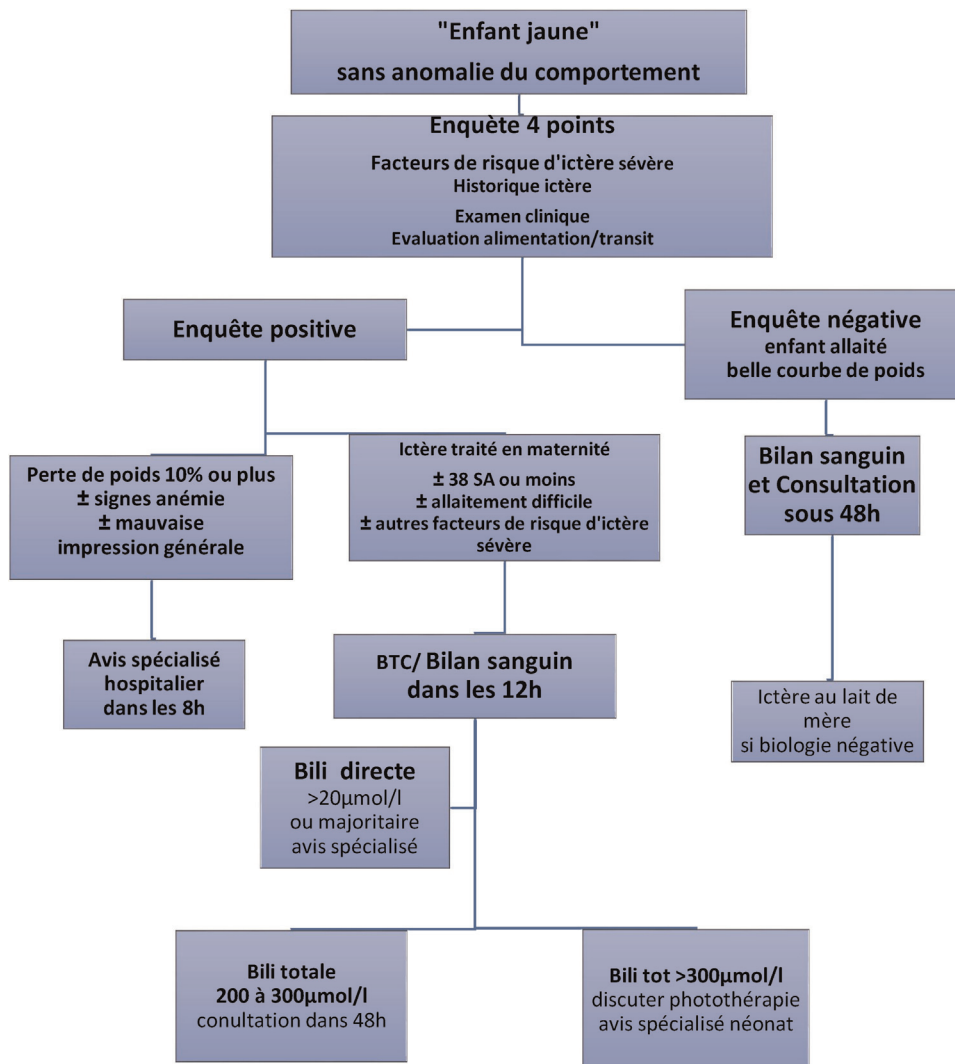 "Enfant jaune"
sans anomalie du comportement
Enquète 4 points
Facteurs de risque d'ictère sévère
Historique ictère
Examen clinique
Evaluation alimentation/transit
Enquête positive
Enquête négative
enfant allaité
belle courbe de poids
Perte de poids 10% ou plus
± signes anémie
± mauvaise
impression générale
Ictère traité en maternité
± 38 SA ou moins
± allaitement difficile
± autres facteurs de risque d'ictère
sévère
Bilan sanguin
et Consultation
sous 48h
Avis spécialisé
hospitalier
dans les 8h
BTC/ Bilan sanguin
dans les 12h
Ictère au lait de
mère
si biologie négative
Bili directe
>20µmol/l
ou majoritaire
avis spécialisé
Bili totale
200 à 300µmol/l
conultation dans 48h
Bili tot >300µmol/l
discuter photothérapie
avis spécialisé néonat